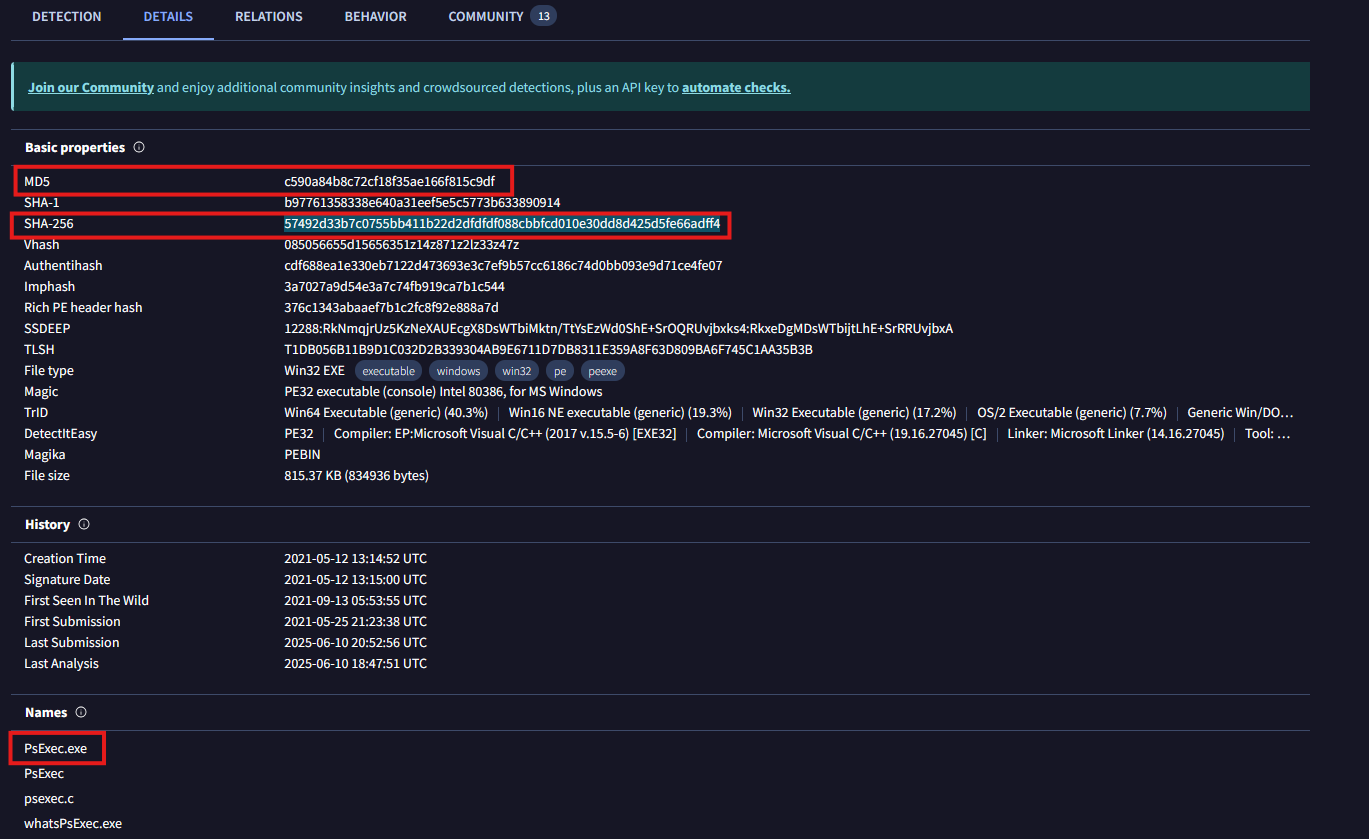 DETECTION DETAILS RELATIONS BEHAVIOR COMMUNITY 13
Join our Community and enjoy additional community insights and crowdsourced detections, plus an API key to automate checks.
Basic properties
MD5 c590a84b8c72cf18f35ae166f815c9df
SHA-1 b97761358338e640a31eef5e5c5773b633890914
SHA-256 57492d33b7c0755bb411b22d2dfdfdf088cbbfcd010e30dd8d425d5fe66adff4
Vhash 085056655d15656351z14z871z2lz33z47z
Authentihash cdf688ea1e330eb7122d473693e3c7ef9b57cc6186c74d0bb093e9d71ce4fe07
Imphash 3a7027a9d54e3a7c74fb919ca7b1c544
Rich PE header hash 376c1343abaaef7b1c2fc8f92e888a7d
SSDEEP 12288:RkNmqjrUz5KzNeXAUEcgX8DsWTbiMktn/TtYsEzWd0ShE+SrOQRUvjbxks4:RkxeDgMDsWTbijtLhE+SrRRUvjbxA
TLSH T1DB056B11B9D1C032D2B339304AB9E6711D7DB8311E359A8F63D809BA6F745C1AA35B3B
File type Win32 EXE executable windows win32 pe peexe
Magic PE32 executable (console) Intel 80386, for MS Windows
TrID Win64 Executable (generic) (40.3%) Win16 NE executable (generic) (19.3%) Win32 Executable (generic) (17.2%) OS/2 Executable (generic) (7.7%) Generic Win/DO…
DetectItEasy PE32 Compiler: EP:Microsoft Visual C/C++ (2017 v.15.5-6) [EXE32] Compiler: Microsoft Visual C/C++ (19.16.27045) [C] Linker: Microsoft Linker (14.16.27045) Tool: …
Magika PEBIN
File size 815.37 KB (834936 bytes)
History
Creation Time 2021-05-12 13:14:52 UTC
Signature Date 2021-05-12 13:15:00 UTC
First Seen In The Wild 2021-09-13 05:53:55 UTC
First Submission 2021-05-25 21:23:38 UTC
Last Submission 2025-06-10 20:52:56 UTC
Last Analysis 2025-06-10 18:47:51 UTC
Names
PsExec.exe
PsExec
psexec.c
whatsPsExec.exe